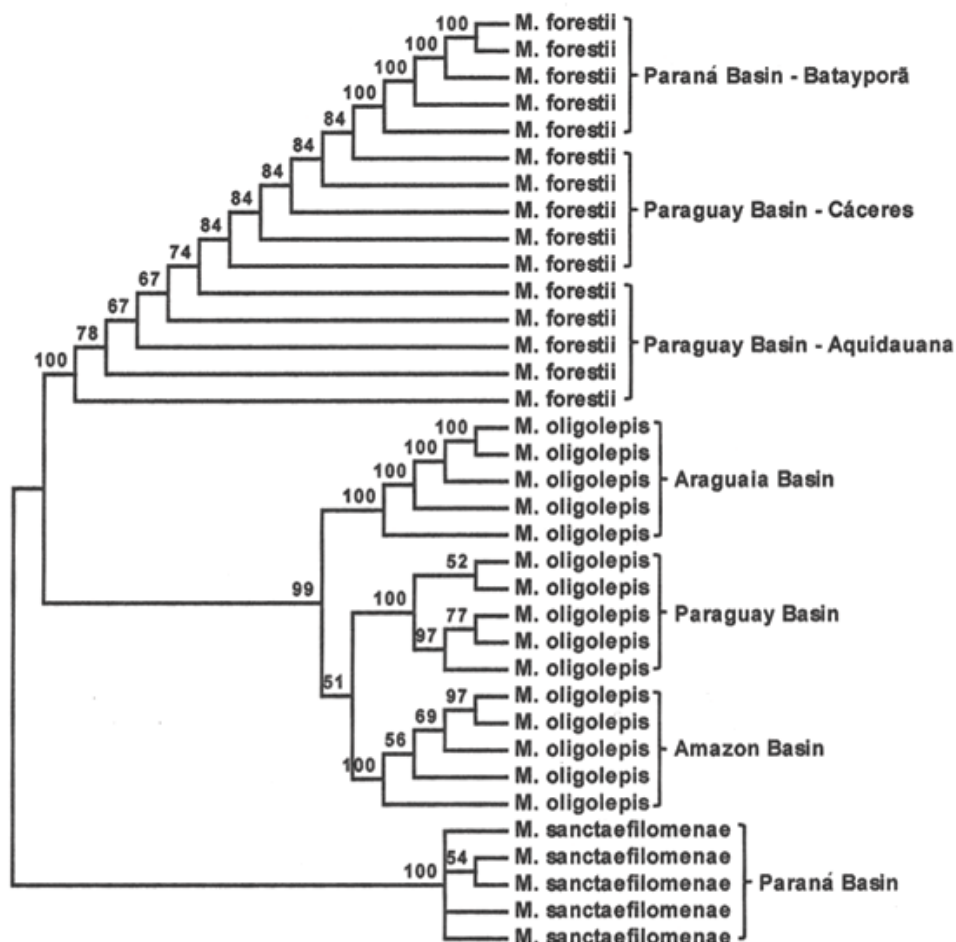 100 M. forestii
100 M. forestii
100 M. forestii Paraná Basin - Batayporã
100 M. forestii
84 M. forestii
84 M. forestii
84 M. forestii
84 M. forestii Paraguay Basin - Cáceres
84 M. forestii
74 M. forestii
67 M. forestii
67 M. forestii
78 M. forestii Paraguay Basin - Aquidauana
100 M. forestii
M. forestii
100 M. oligolepis
100 M. oligolepis
100 M. oligolepis Araguaia Basin
100 M. oligolepis
M. oligolepis
52 M. oligolepis
99 100 M. oligolepis
77 M. oligolepis Paraguay Basin
97 M. oligolepis
M. oligolepis
51 97 M. oligolepis
69 M. oligolepis
56 M. oligolepis Amazon Basin
100 M. oligolepis
M. oligolepis
M. sanctaefilomenae
54 M. sanctaefilomenae
100 M. sanctaefilomenae Paraná Basin
M. sanctaefilomenae
M. sanctaefilomenae